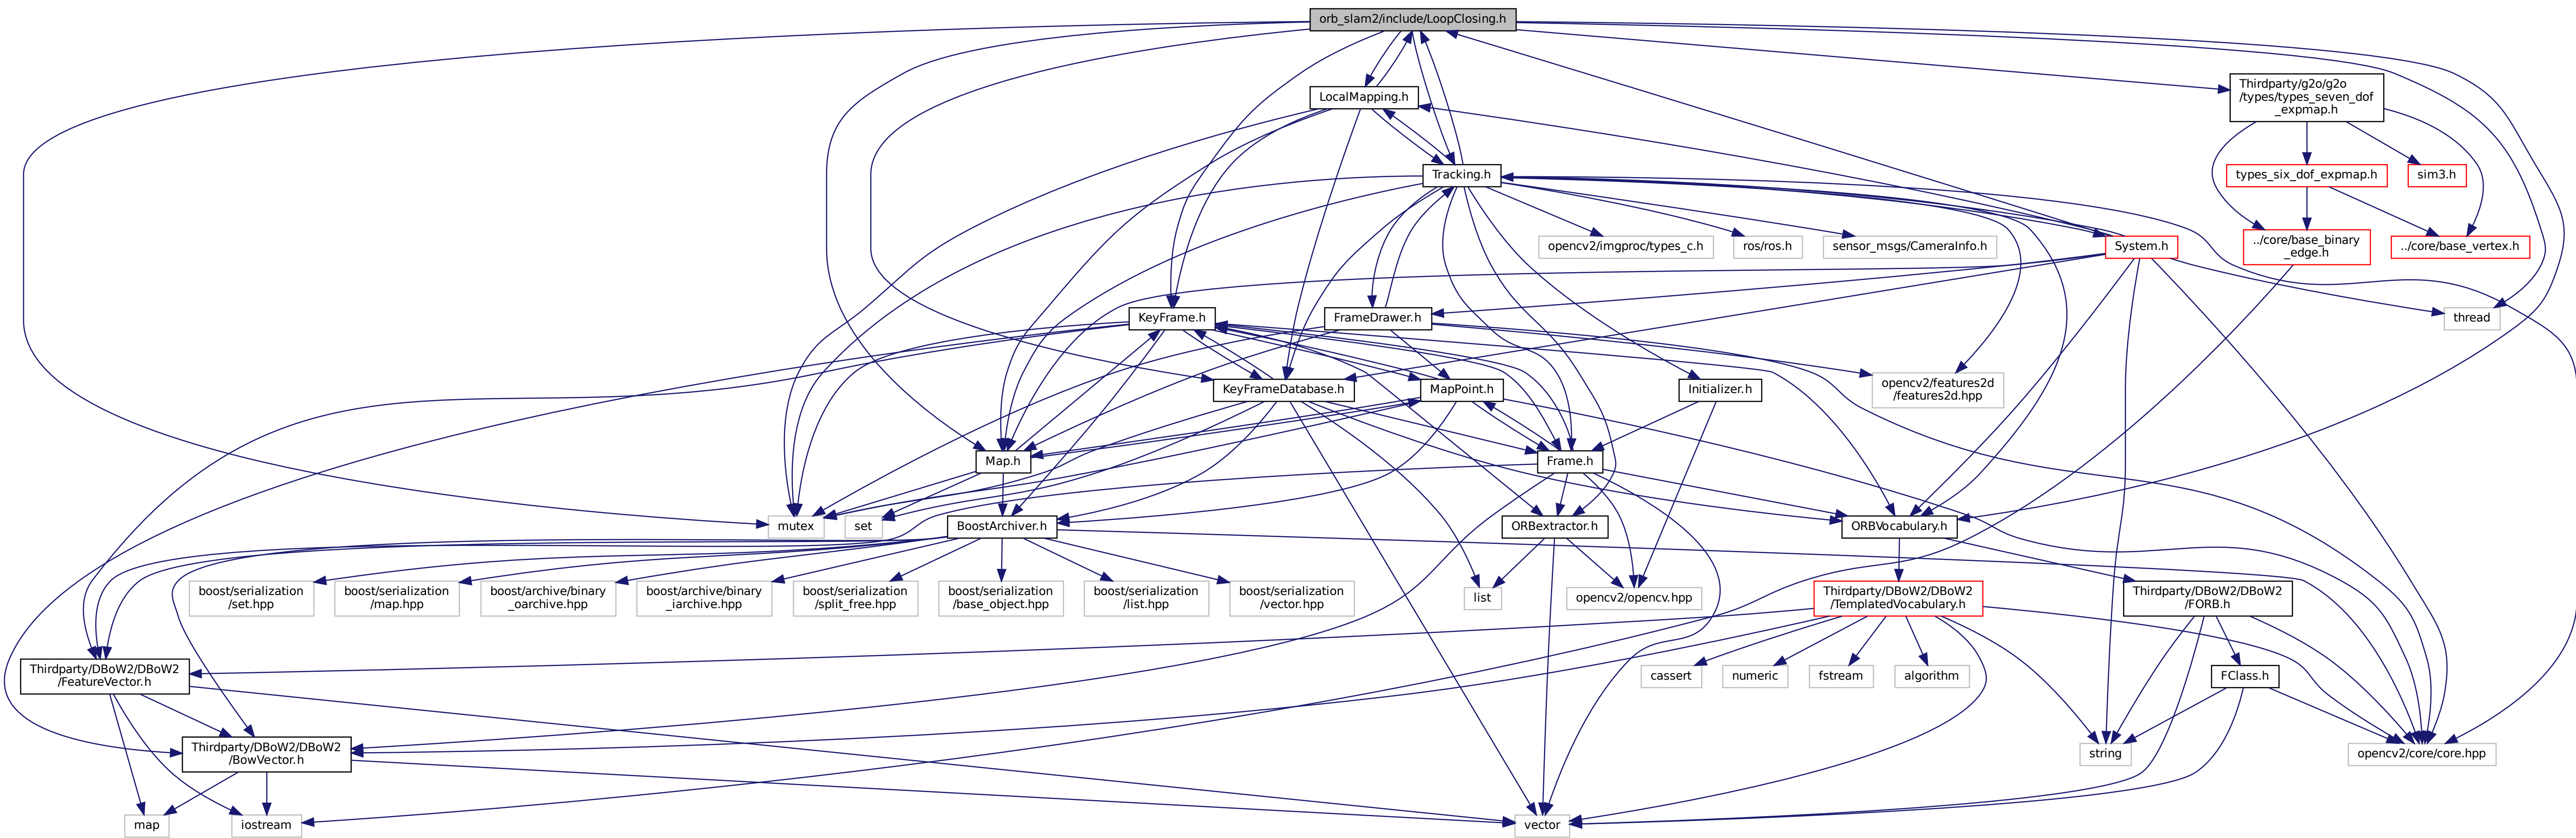 orb_slam2/include/LoopClosing.h
LocalMapping.h
Thirdparty/g2o/g2o
/types/types_seven_dof
_expmap.h
Tracking.h
types_six_dof_expmap.h
sim3.h
opencv2/imgproc/types_c.h
ros/ros.h
sensor_msgs/CameraInfo.h
System.h
../core/base_binary
_edge.h
../core/base_vertex.h
KeyFrame.h
FrameDrawer.h
thread
KeyFrameDatabase.h
MapPoint.h
Initializer.h
opencv2/features2d
/features2d.hpp
Map.h
Frame.h
mutex
set
BoostArchiver.h
ORBextractor.h
ORBVocabulary.h
boost/serialization
/set.hpp
boost/serialization
/map.hpp
boost/archive/binary
_oarchive.hpp
boost/archive/binary
_iarchive.hpp
boost/serialization
/split_free.hpp
boost/serialization
/base_object.hpp
boost/serialization
/list.hpp
boost/serialization
/vector.hpp
list
opencv2/opencv.hpp
Thirdparty/DBoW2/DBoW2
/TemplatedVocabulary.h
Thirdparty/DBoW2/DBoW2
/FORB.h
Thirdparty/DBoW2/DBoW2
/FeatureVector.h
cassert
numeric
fstream
algorithm
FClass.h
Thirdparty/DBoW2/DBoW2
/BowVector.h
string
opencv2/core/core.hpp
map
iostream
vector